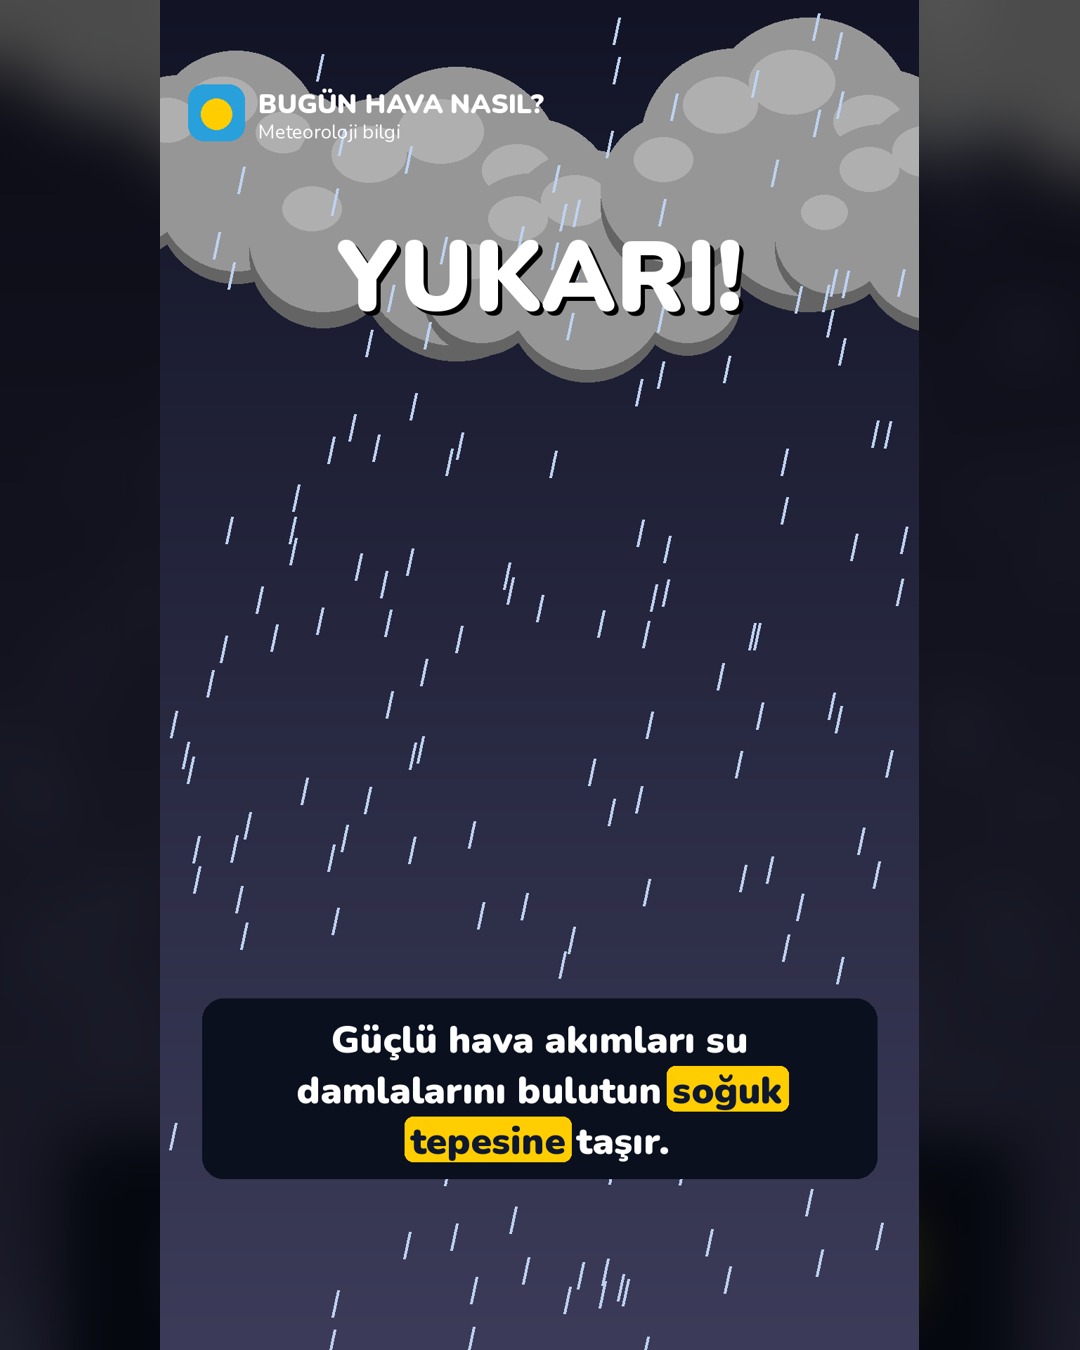 BUGÜN HAVA NASIL?
Meteoroloji bilgi
YUKARI!
Güçlü hava akımları su
damlalarını bulutun soğuk
tepesine taşır.